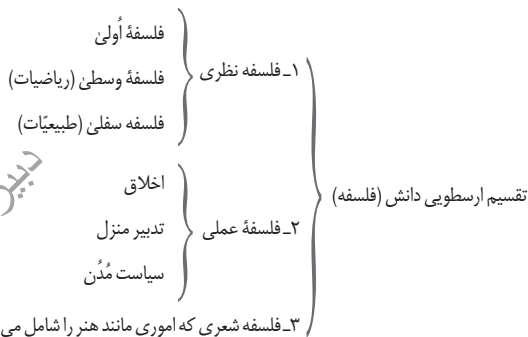 تقسیم ارسطویی دانش (فلسفه)
۱ـ فلسفه نظری
فلسفهٔ اُولیٰ
فلسفهٔ وسطیٰ (ریاضیات)
فلسفه سفلیٰ (طبیعیّات)
۲ـ فلسفهٔ عملی
اخلاق
تدبیر منزل
سیاست مُدُن
۳ـ فلسفه شعری که اموری مانند هنر را شامل می
دبیر